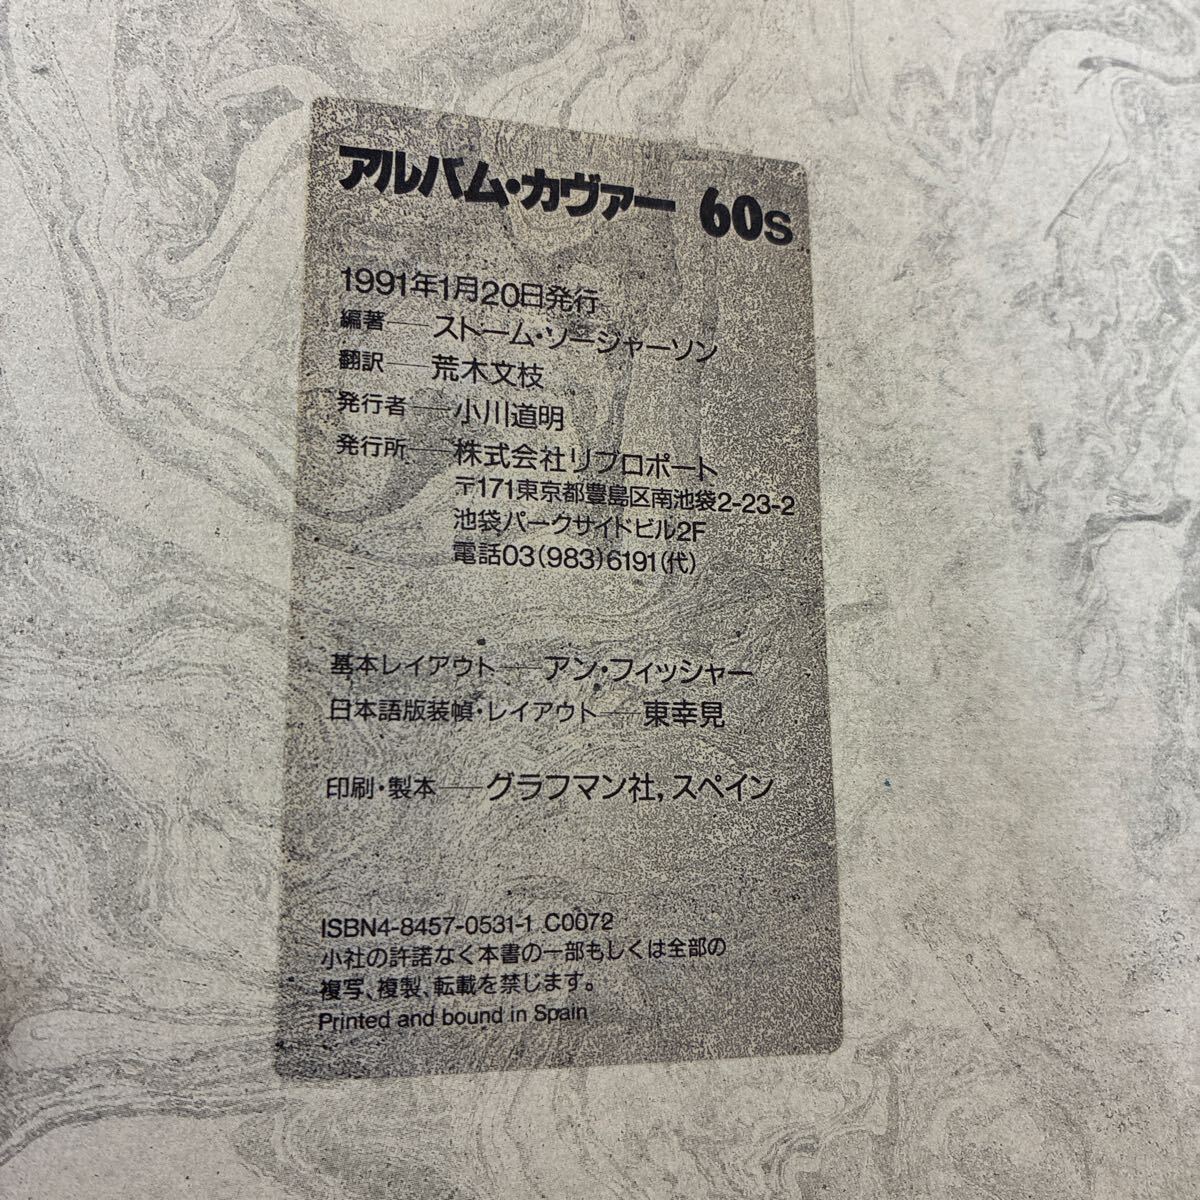 アルバム・カヴァー 60s
1991年1月20日発行
編著──ストーム・ソージャーソン
翻訳──荒木文枝
発行者──小川道明
発行所──株式会社リブロポート
〒171東京都豊島区南池袋2-23-2
池袋パークサイドビル2F
電話03(983)6191(代)
基本レイアウト──アン・フィッシャー
日本語版装幀・レイアウト──東幸見
印刷・製本──グラフマン社, スペイン
ISBN4-8457-0531-1 C0072
小社の許諾なく本書の一部もしくは全部の
複写、複製、転載を禁じます。
Printed and bound in Spain